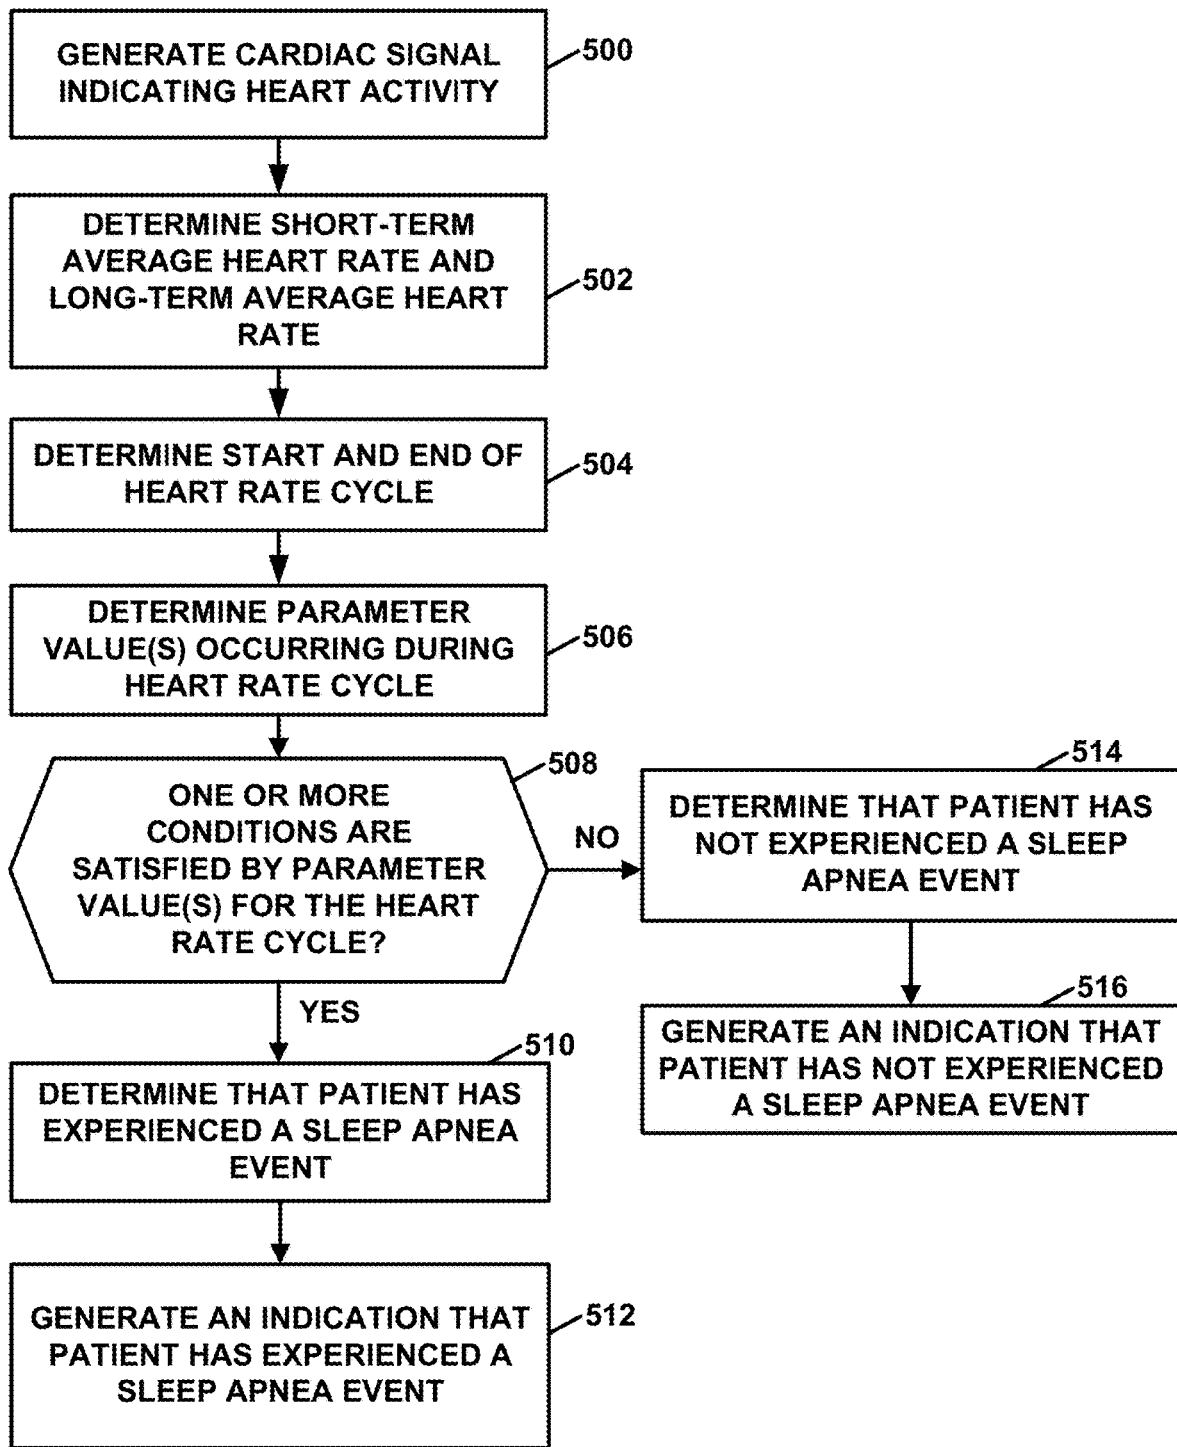 GENERATE CARDIAC SIGNAL
INDICATING HEART ACTIVITY
500
DETERMINE SHORT-TERM
AVERAGE HEART RATE AND
LONG-TERM AVERAGE HEART
RATE
502
DETERMINE START AND END OF
HEART RATE CYCLE
504
DETERMINE PARAMETER
VALUE(S) OCCURRING DURING
HEART RATE CYCLE
506
ONE OR MORE
CONDITIONS ARE
SATISFIED BY PARAMETER
VALUE(S) FOR THE HEART
RATE CYCLE?
508
NO
514
DETERMINE THAT PATIENT HAS
NOT EXPERIENCED A SLEEP
APNEA EVENT
516
GENERATE AN INDICATION THAT
PATIENT HAS NOT EXPERIENCED
A SLEEP APNEA EVENT
YES
510
DETERMINE THAT PATIENT HAS
EXPERIENCED A SLEEP APNEA
EVENT
GENERATE AN INDICATION THAT
PATIENT HAS EXPERIENCED A
SLEEP APNEA EVENT
512